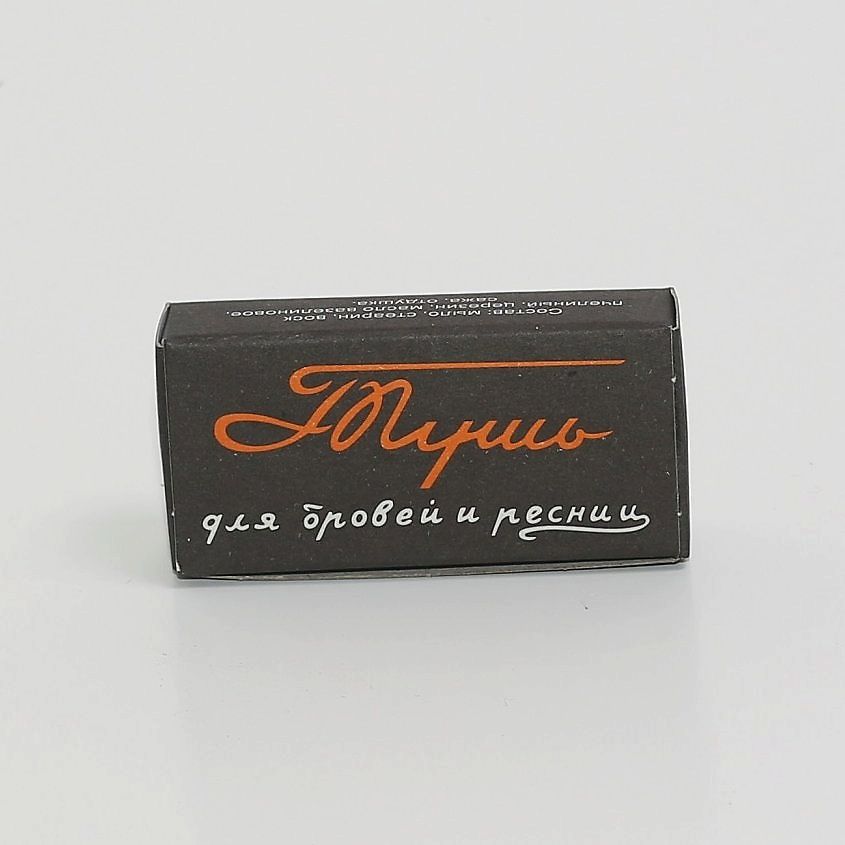 Состав: мыло, стеарин, воск
пчелиный, церезин, масло вазелиновое,
сажа, отдушка.
Тушь
для бровей и ресниц